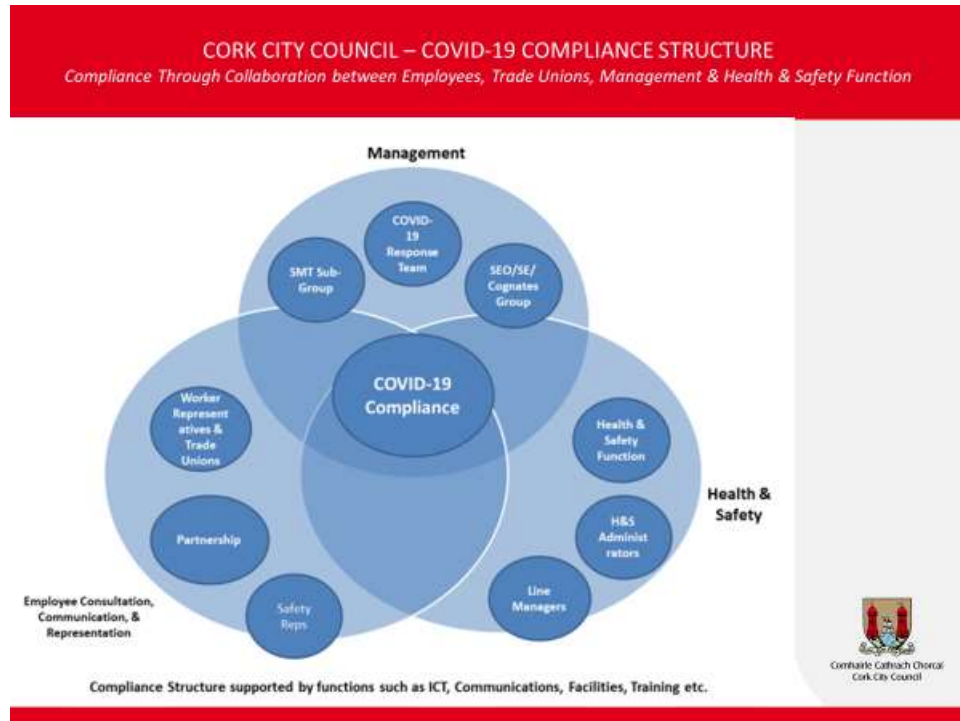 CORK CITY COUNCIL – COVID-19 COMPLIANCE STRUCTURE
Compliance Through Collaboration between Employees, Trade Unions, Management & Health & Safety Function
Management
COVID-
19
Response
Team
SMT Sub-
Group
SEO/SE/
Cognates
Group
COVID-19
Compliance
Worker
Represent
atives &
Trade
Unions
Health &
Safety
Function
Health &
Safety
H&S
Administ
rators
Partnership
Line
Managers
Safety
Reps
Employee Consultation,
Communication, &
Representation
Comhairle Cathrach Chorcaí
Cork City Council
Compliance Structure supported by functions such as ICT, Communications, Facilities, Training etc.